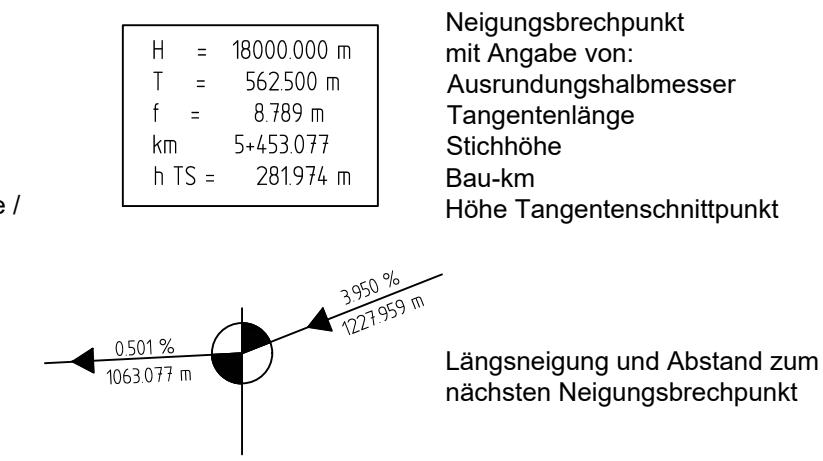 H = 18000.000 m
T = 562.500 m
f = 8.789 m
km 5+453.077
h TS = 281.974 m
Neigungsbrechpunkt
mit Angabe von:
Ausrundungshalbmesser
Tangentenlänge
Stichhöhe
Bau-km
Höhe Tangentenschnittpunkt
e /
3.950 %
1227.959 m
0.501 %
1063.077 m
Längsneigung und Abstand zum
nächsten Neigungsbrechpunkt